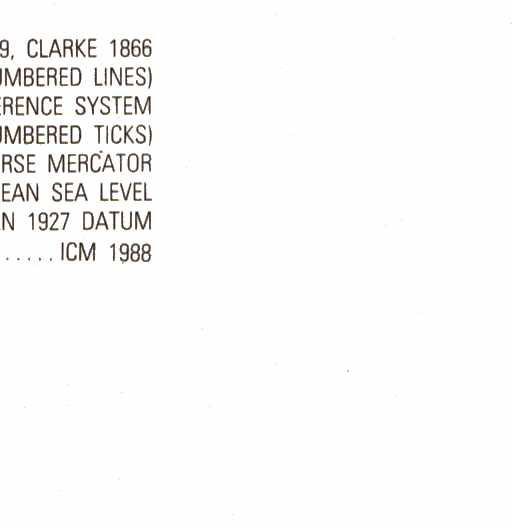 9, CLARKE 1866
UMBERED LINES)
ERENCE SYSTEM
UMBERED TICKS)
RSE MERCATOR
EAN SEA LEVEL
N 1927 DATUM
.....ICM 1988